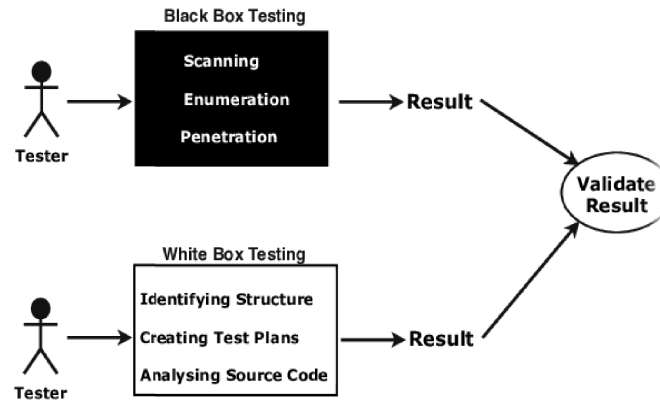 Black Box Testing
Scanning
Enumeration
Penetration
Tester
Result
Validate
Result
White Box Testing
Identifying Structure
Creating Test Plans
Analysing Source Code
Tester
Result